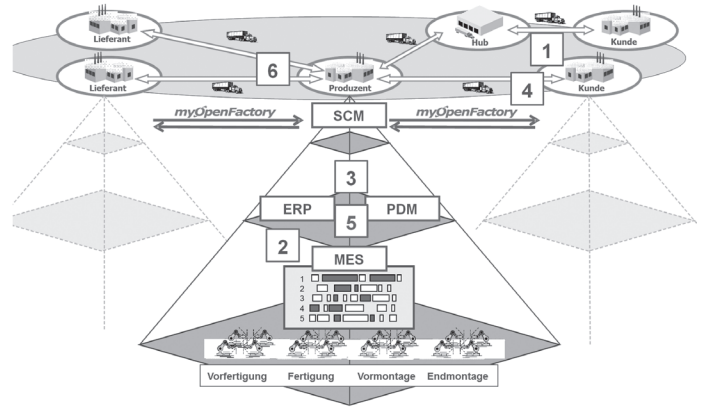 Lieferant
Hub
Kunde
1
6
Lieferant
Produzent
4
Kunde
myOpenFactory
SCM
myOpenFactory
3
ERP
5
PDM
2
MES
1
2
3
4
5
Vorfertigung
Fertigung
Vormontage
Endmontage